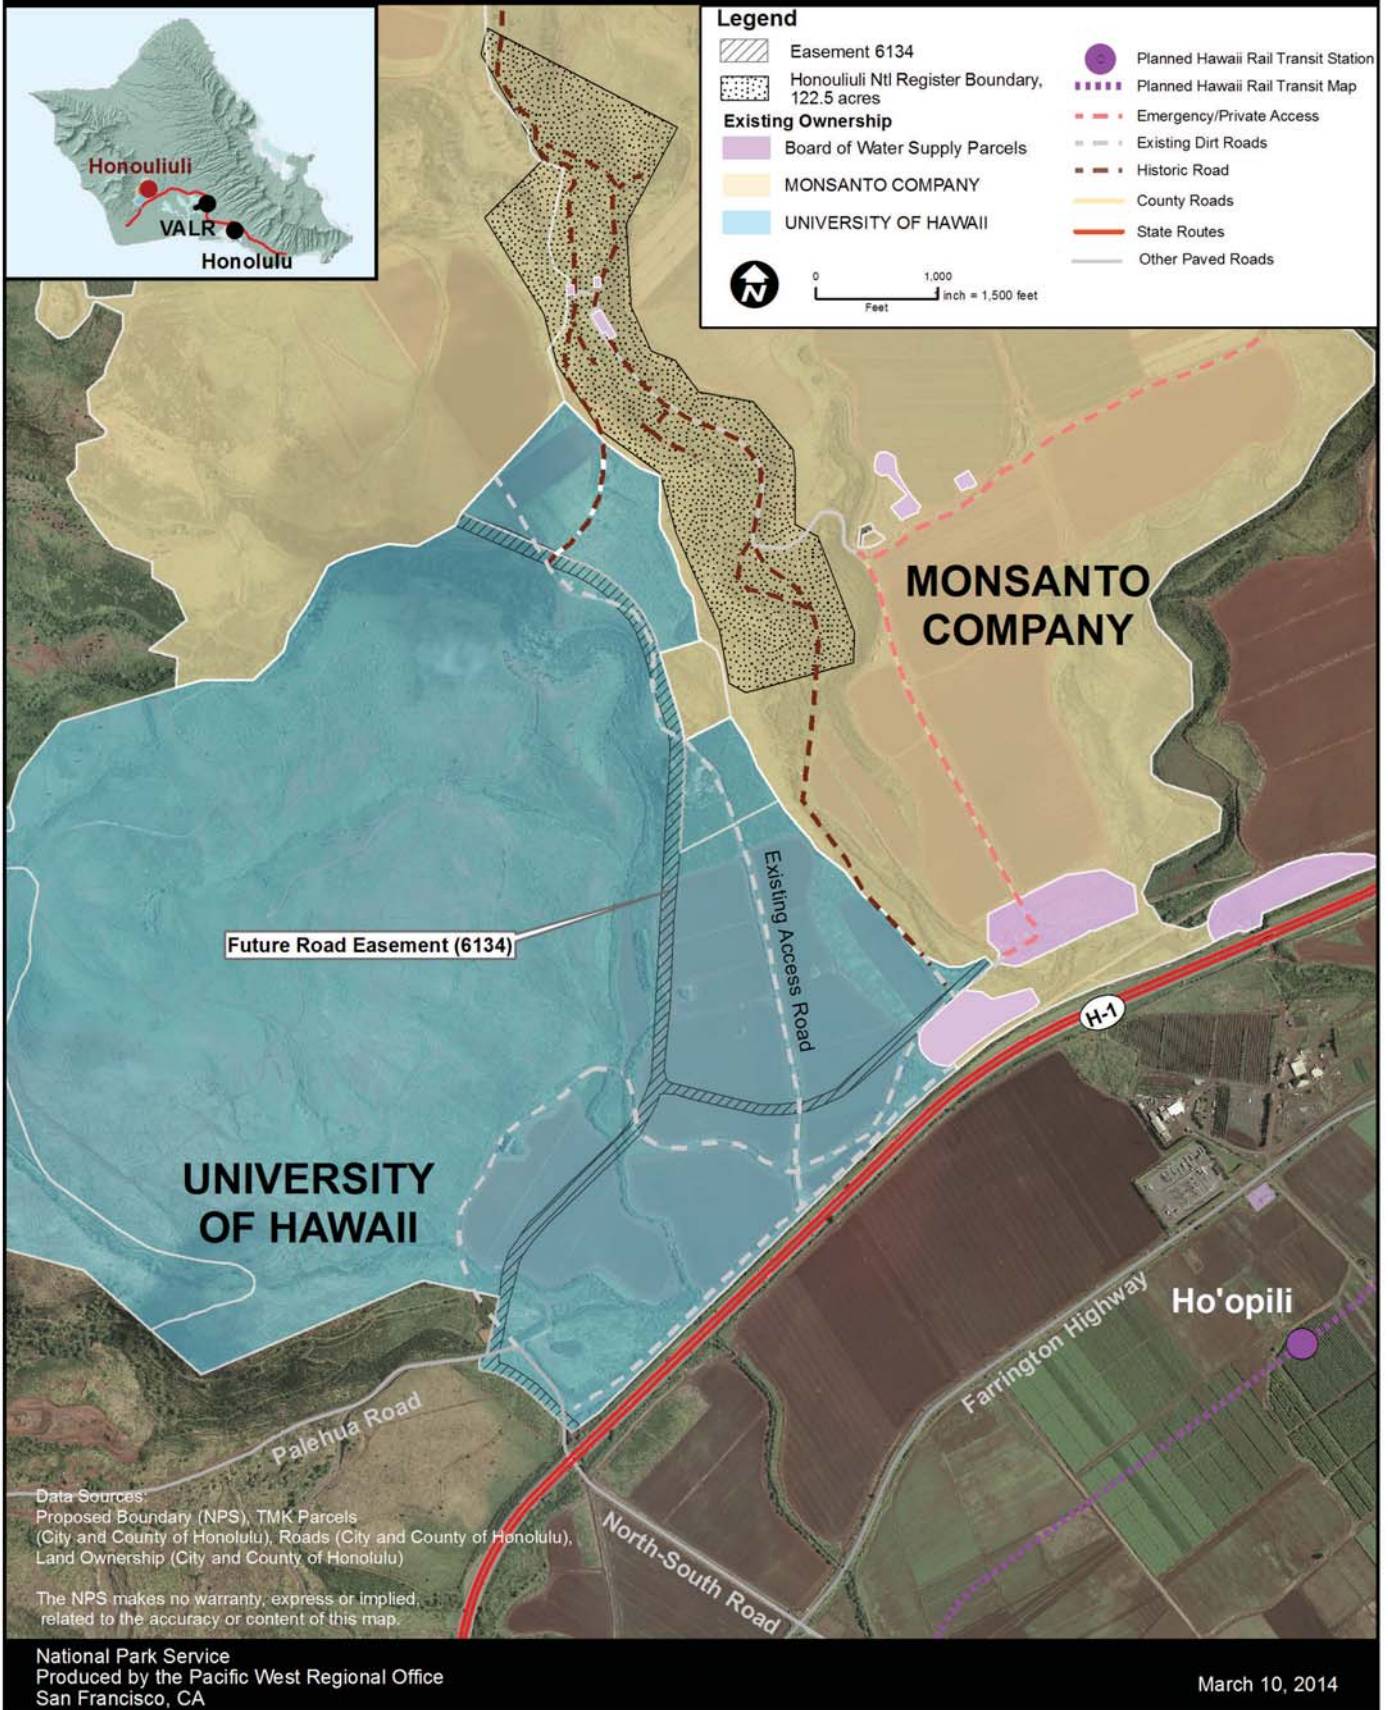 Honouliuli
VALR
Honolulu
Legend
Easement 6134
Honouliuli Ntl Register Boundary,
122.5 acres
Existing Ownership
Board of Water Supply Parcels
MONSANTO COMPANY
UNIVERSITY OF HAWAII
N
0 1,000
Feet
1 inch = 1,500 feet
Planned Hawaii Rail Transit Station
Planned Hawaii Rail Transit Map
Emergency/Private Access
Existing Dirt Roads
Historic Road
County Roads
State Routes
Other Paved Roads
MONSANTO
COMPANY
Existing Access Road
Future Road Easement (6134)
H-1
UNIVERSITY
OF HAWAII
Ho'opili
Farrington Highway
Palehua Road
North-South Road
Data Sources:
Proposed Boundary (NPS), TMK Parcels
(City and County of Honolulu), Roads (City and County of Honolulu),
Land Ownership (City and County of Honolulu)
The NPS makes no warranty, express or implied,
related to the accuracy or content of this map.
National Park Service
Produced by the Pacific West Regional Office
San Francisco, CA
March 10, 2014